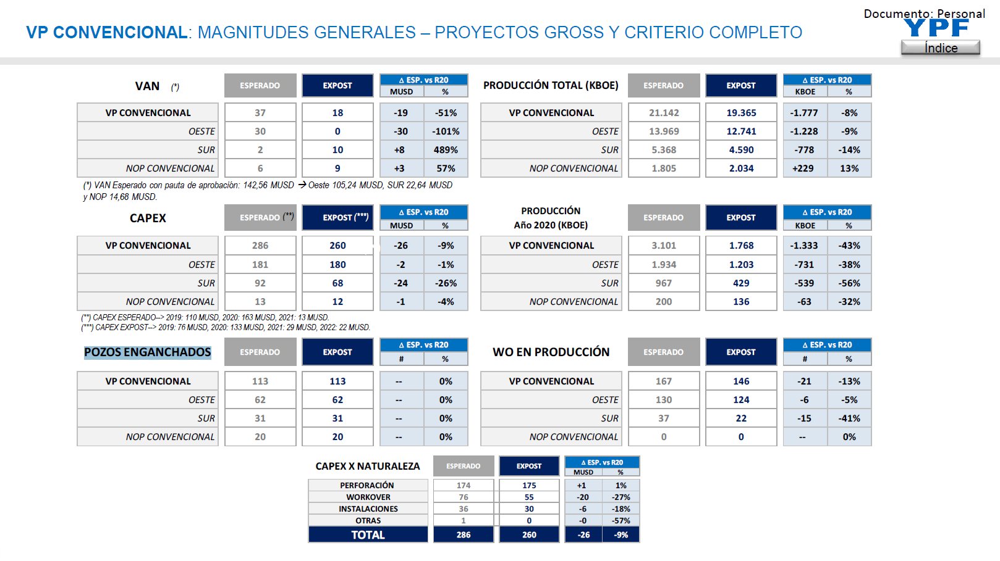 Documento: Personal
VP CONVENCIONAL: MAGNITUDES GENERALES – PROYECTOS GROSS Y CRITERIO COMPLETO
YPF
Índice
VAN (*) ESPERADO EXPOST Δ ESP. vs R20
MUSD %
VP CONVENCIONAL 37 18 -19 -51%
OESTE 30 0 -30 -101%
SUR 2 10 +8 489%
NOP CONVENCIONAL 6 9 +3 57%
(*) VAN Esperado con pauta de aprobación: 142,56 MUSD → Oeste 105,24 MUSD, SUR 22,64 MUSD
y NOP 14,68 MUSD.
PRODUCCIÓN TOTAL (KBOE) ESPERADO EXPOST Δ ESP. vs R20
KBOE %
VP CONVENCIONAL 21.142 19.365 -1.777 -8%
OESTE 13.969 12.741 -1.228 -9%
SUR 5.368 4.590 -778 -14%
NOP CONVENCIONAL 1.805 2.034 +229 13%
CAPEX ESPERADO (**) EXPOST (***) Δ ESP. vs R20
MUSD %
VP CONVENCIONAL 286 260 -26 -9%
OESTE 181 180 -2 -1%
SUR 92 68 -24 -26%
NOP CONVENCIONAL 13 12 -1 -4%
(**) CAPEX ESPERADO--> 2019: 110 MUSD, 2020: 163 MUSD, 2021: 13 MUSD.
(***) CAPEX EXPOST--> 2019: 76 MUSD, 2020: 133 MUSD, 2021: 29 MUSD, 2022: 22 MUSD.
PRODUCCIÓN
Año 2020 (KBOE) ESPERADO EXPOST Δ ESP. vs R20
KBOE %
VP CONVENCIONAL 3.101 1.768 -1.333 -43%
OESTE 1.934 1.203 -731 -38%
SUR 967 429 -539 -56%
NOP CONVENCIONAL 200 136 -63 -32%
POZOS ENGANCHADOS ESPERADO EXPOST Δ ESP. vs R20
# %
VP CONVENCIONAL 113 113 -- 0%
OESTE 62 62 -- 0%
SUR 31 31 -- 0%
NOP CONVENCIONAL 20 20 -- 0%
WO EN PRODUCCIÓN ESPERADO EXPOST Δ ESP. vs R20
# %
VP CONVENCIONAL 167 146 -21 -13%
OESTE 130 124 -6 -5%
SUR 37 22 -15 -41%
NOP CONVENCIONAL 0 0 -- 0%
CAPEX X NATURALEZA ESPERADO EXPOST Δ ESP. vs R20
MUSD %
PERFORACIÓN 174 175 +1 1%
WORKOVER 76 55 -20 -27%
INSTALACIONES 36 30 -6 -18%
OTRAS 1 0 -0 -57%
TOTAL 286 260 -26 -9%